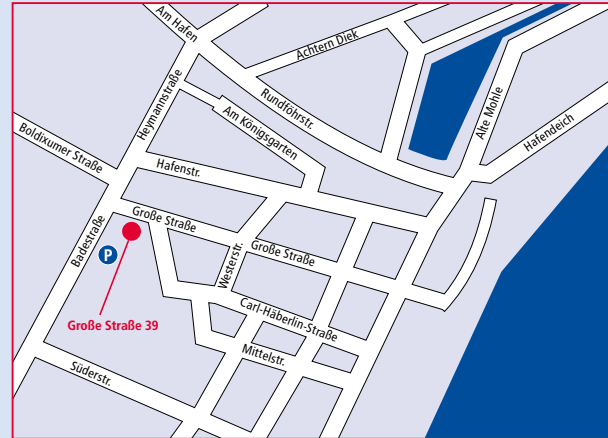 Am Hafen
Achtern Diek
Heymannstraße
Rundföhrstr.
Am Königsgarten
Alte Mohle
Hafendeich
Boldixumer Straße
Hafenstr.
Große Straße
Große Straße
Westerstr.
Badestraße
P
Carl-Häberlin-Straße
Große Straße 39
Mittelstr.
Süderstr.